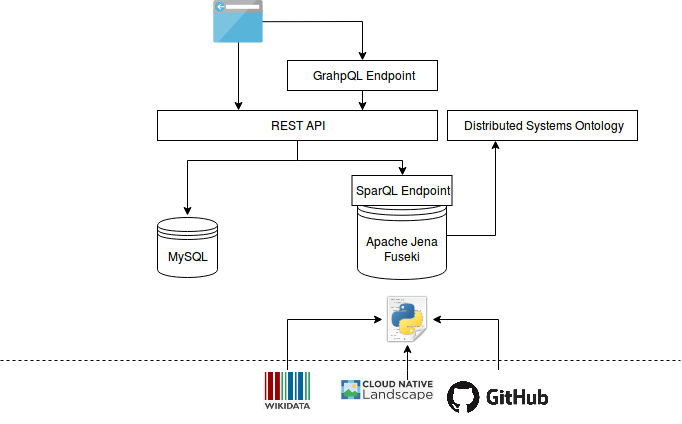 GrahpQL Endpoint
REST API
Distributed Systems Ontology
SparQL Endpoint
MySQL
Apache Jena
Fuseki
WIKIDATA
CLOUD NATIVE
Landscape
GitHub